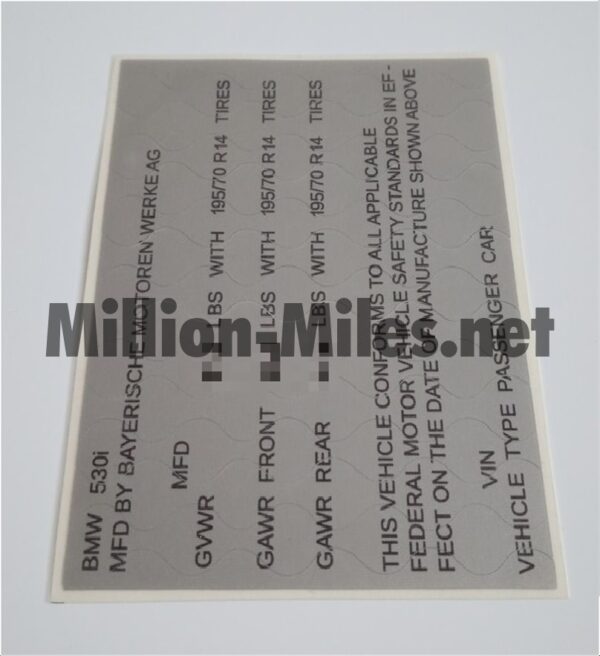 BMW 530i
MFD BY BAYERISCHE MOTOREN WERKE AG
MFD
GVWR LBS WITH 195/70 R14 TIRES
GAWR FRONT LBS WITH 195/70 R14 TIRES
GAWR REAR LBS WITH 195/70 R14 TIRES
THIS VEHICLE CONFORMS TO ALL APPLICABLE
FEDERAL MOTOR VEHICLE SAFETY STANDARDS IN EF-
FECT ON THE DATE OF MANUFACTURE SHOWN ABOVE
VIN
VEHICLE TYPE PASSENGER CAR
Million-Miles.net